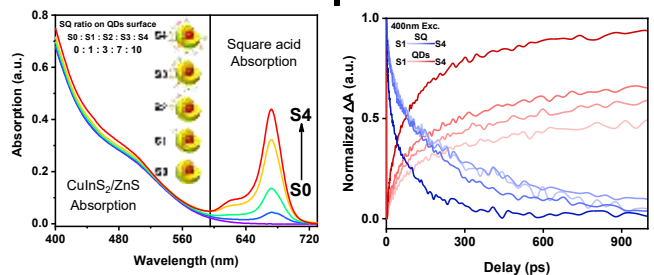 SQ ratio on QDs surface
S0 : S1 : S2 : S3 : S4
0 : 1 : 3 : 7 : 10
S4
S3
S1
Square acid
Absorption
S4
S0
CuInS2/ZnS
Absorption
0.8
0.6
0.4
0.2
0.0
400
480
560
640
720
Absorption (a.u.)
Wavelength (nm)
400nm Exc.
SQ
S1
S4
QDs
S1
S4
1.0
0.5
0.0
0
300
600
900
Normalized ΔA (a.u.)
Delay (ps)